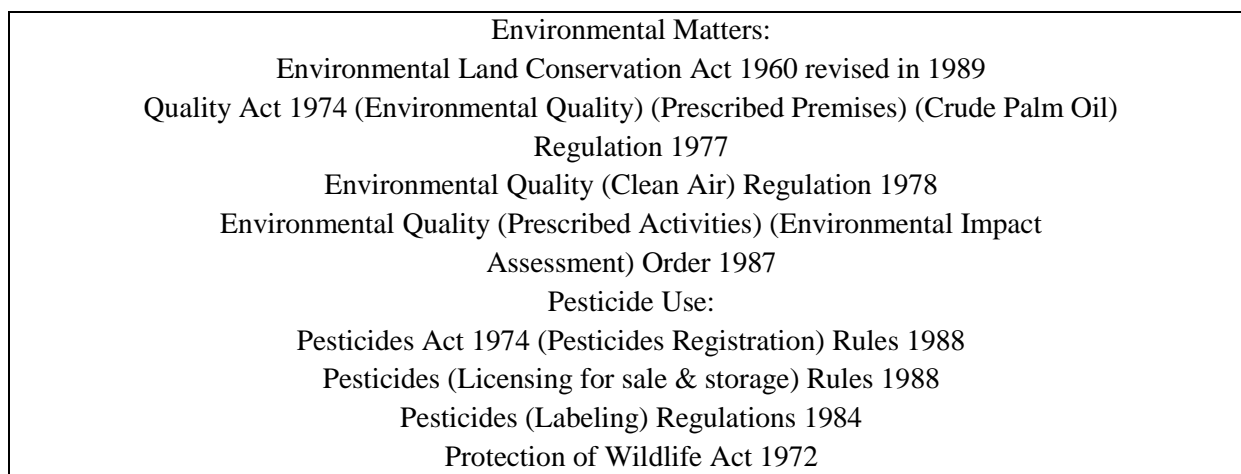 Environmental Matters:
Environmental Land Conservation Act 1960 revised in 1989
Quality Act 1974 (Environmental Quality) (Prescribed Premises) (Crude Palm Oil)
Regulation 1977
Environmental Quality (Clean Air) Regulation 1978
Environmental Quality (Prescribed Activities) (Environmental Impact
Assessment) Order 1987
Pesticide Use:
Pesticides Act 1974 (Pesticides Registration) Rules 1988
Pesticides (Licensing for sale & storage) Rules 1988
Pesticides (Labeling) Regulations 1984
Protection of Wildlife Act 1972